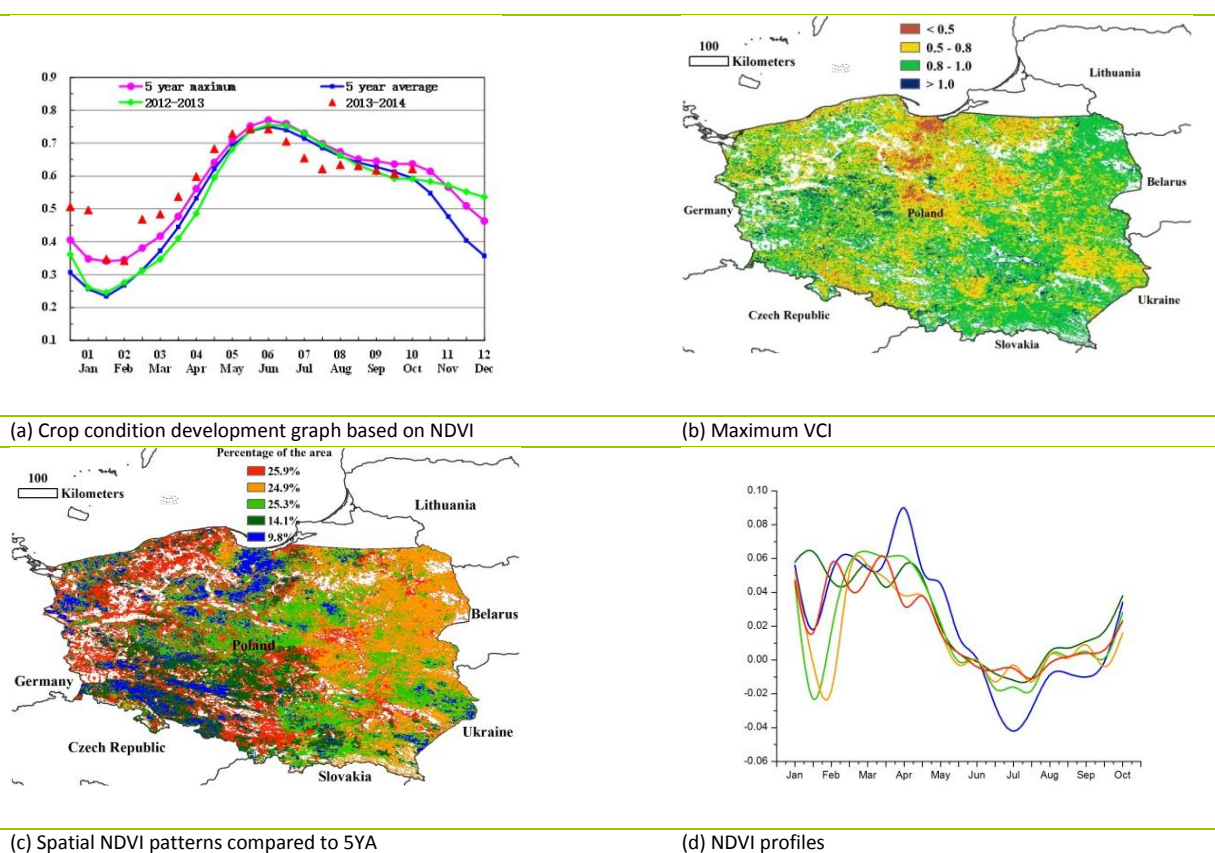 0.9
0.8
0.7
0.6
0.5
0.4
0.3
0.2
0.1
5 year maximum
5 year average
2012-2013
2013-2014
01 02 03 04 05 06 07 08 09 10 11 12
Jan Feb Mar Apr May Jun Jul Aug Sep Oct Nov Dec
< 0.5
0.5 - 0.8
0.8 - 1.0
> 1.0
100
Kilometers
Lithuania
Belarus
Germany
Poland
Ukraine
Czech Republic
Slovakia
(a) Crop condition development graph based on NDVI
(b) Maximum VCI
Percentage of the area
25.9%
24.9%
25.3%
14.1%
9.8%
100
Kilometers
Lithuania
Belarus
Poland
Germany
Ukraine
Czech Republic
Slovakia
0.10
0.08
0.06
0.04
0.02
0.00
-0.02
-0.04
-0.06
Jan Feb Mar Apr May Jun Jul Aug Sep Oct
(c) Spatial NDVI patterns compared to 5YA
(d) NDVI profiles